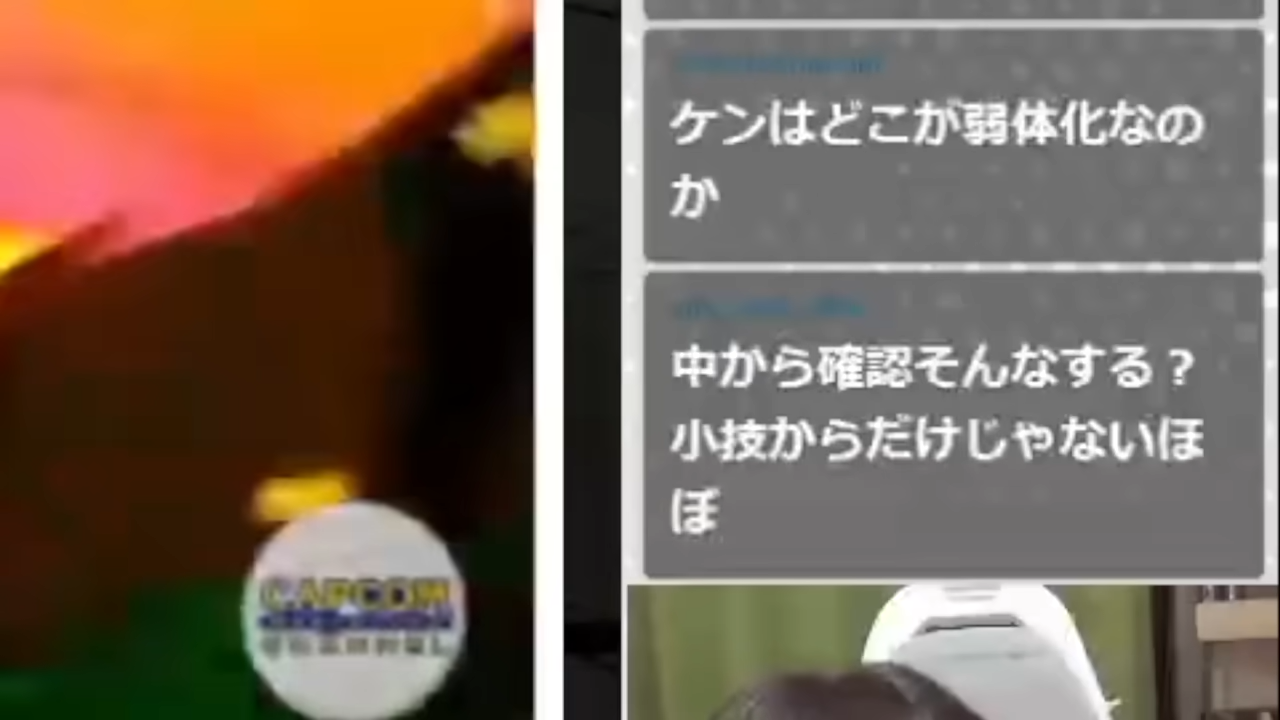 CAPCOM
ケンはどこが弱体化なの
か
中から確認そんなする？
小技からだけじゃないほ
ぼ